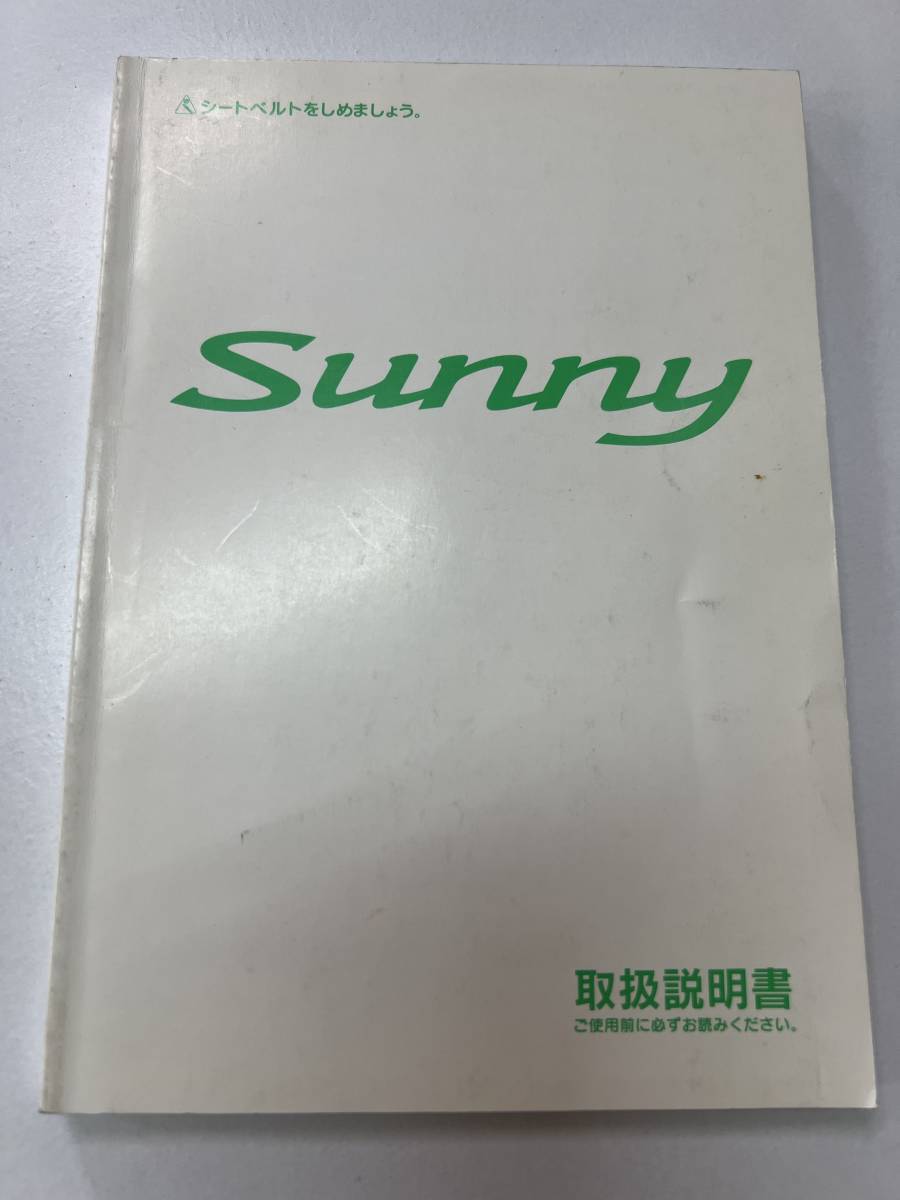 シートベルトをしめましょう。
Sunny
取扱説明書
ご使用前に必ずお読みください。